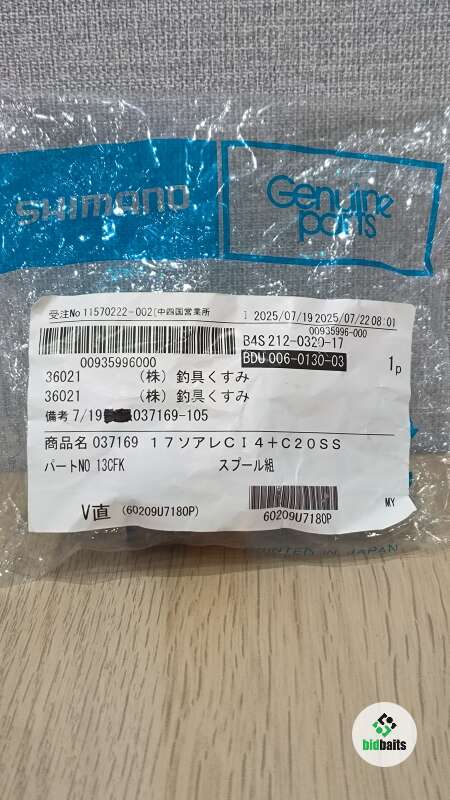 SHIMANO
Genuine parts
受注No 11570222-002[中四国営業所
1 2025/07/19 2025/07/22 08:01
00935996-000
B4S 212-0320-17
00935996000
BDU 006-0130-03
1p
36021 (株) 釣具くすみ
36021 (株) 釣具くすみ
備考 7/19 037169-105
商品名 037169 17ソアレCI4+C20SS
パートNO 13CFK スプール組
V直 (60209U7180P)
60209U7180P
MY
PRINTED IN JAPAN
bidbaits